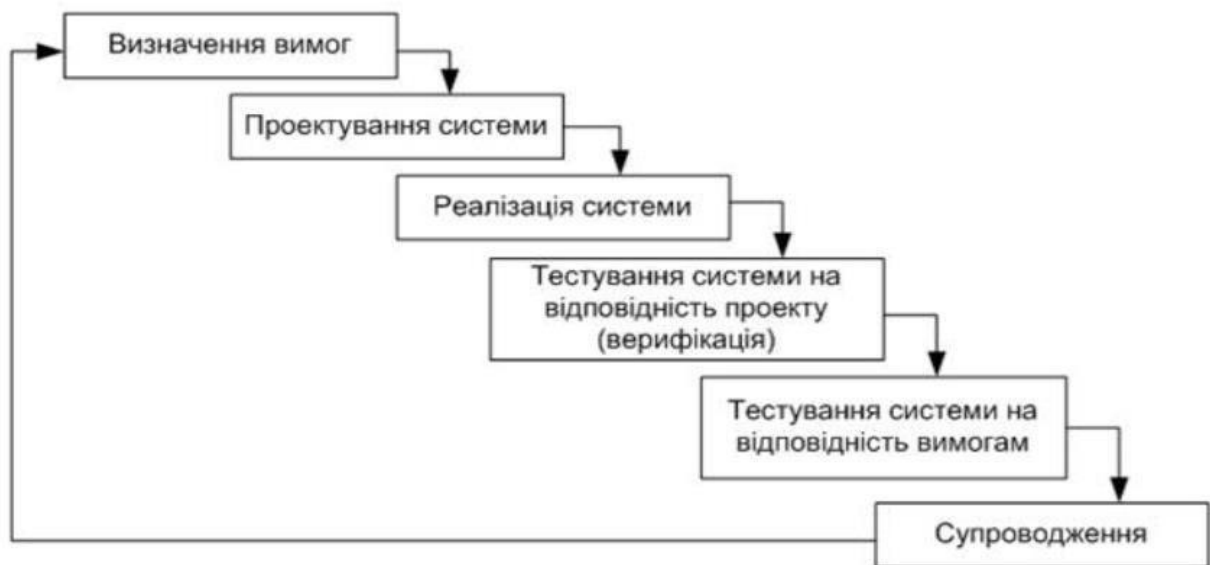 Визначення вимог
Проектування системи
Реалізація системи
Тестування системи на
відповідність проекту
(верифікація)
Тестування системи на
відповідність вимогам
Супроводження